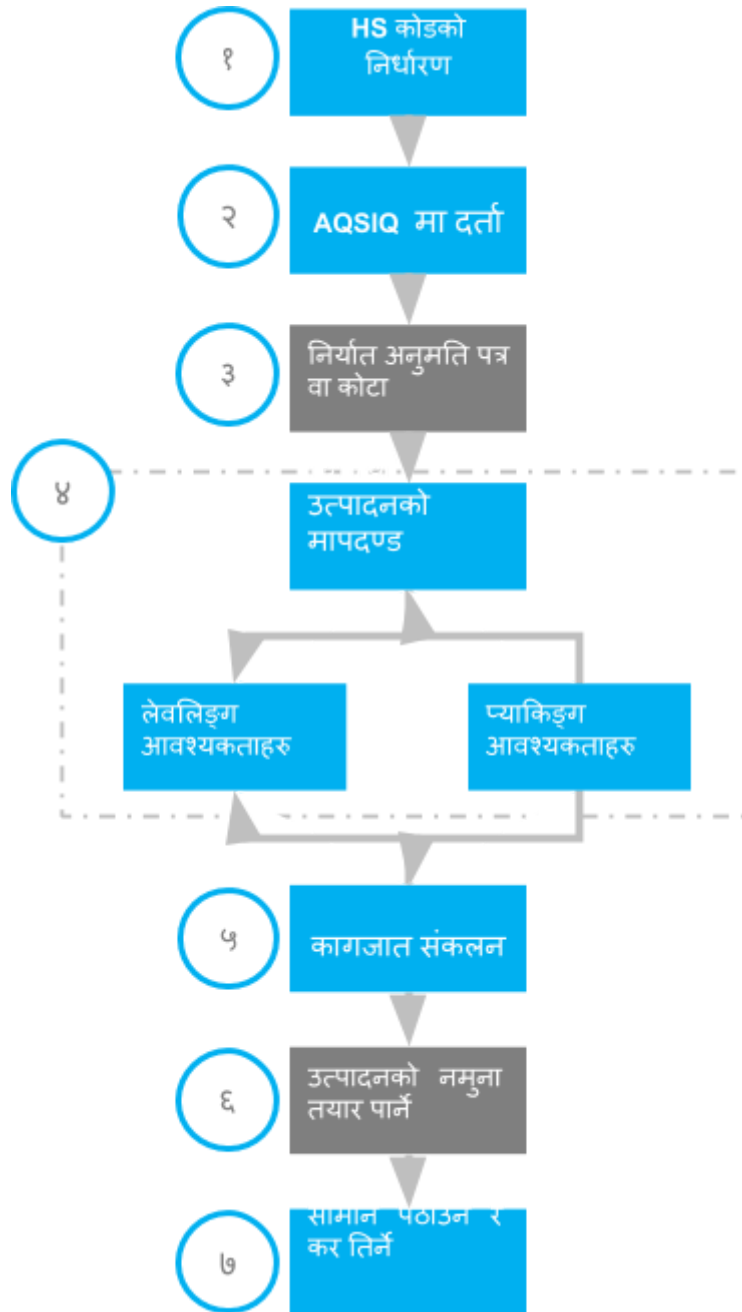 १
HS कोडको
निर्धारण
२
AQSIQ मा दर्ता
३
निर्यात अनुमति पत्र
वा कोटा
४
उत्पादनको
मापदण्ड
लेवलिङ्ग
आवश्यकताहरु
प्याकिङ्ग
आवश्यकताहरु
५
कागजात संकलन
६
उत्पादनको नमुना
तयार पार्ने
७
सामान पठाउने र
कर तिर्ने